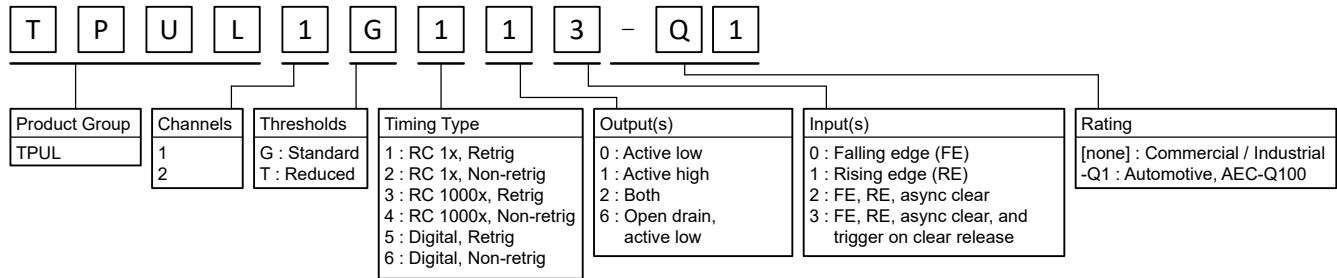 T P U L 1 G 1 1 3 - Q 1
Product Group
TPUL
Channels
1
2
Thresholds
G : Standard
T : Reduced
Timing Type
1 : RC 1x, Retrig
2 : RC 1x, Non-retrig
3 : RC 1000x, Retrig
4 : RC 1000x, Non-retrig
5 : Digital, Retrig
6 : Digital, Non-retrig
Output(s)
0 : Active low
1 : Active high
2 : Both
6 : Open drain,
active low
Input(s)
0 : Falling edge (FE)
1 : Rising edge (RE)
2 : FE, RE, async clear
3 : FE, RE, async clear, and
trigger on clear release
Rating
[none] : Commercial / Industrial
-Q1 : Automotive, AEC-Q100